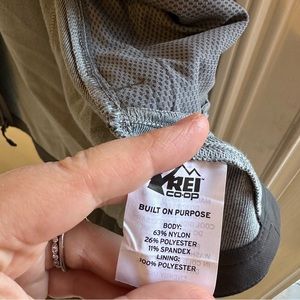 REI
CO·OP
BUILT ON PURPOSE
BODY:
63% NYLON
26% POLYESTER
11% SPANDEX
LINING:
100% POLYESTER